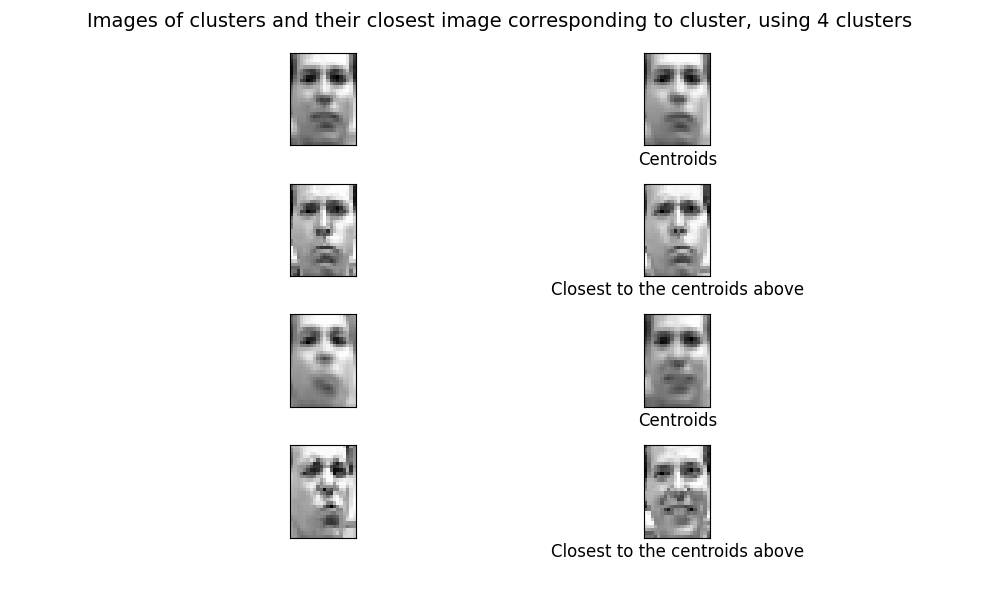 Images of clusters and their closest image corresponding to cluster, using 4 clusters
Centroids
Closest to the centroids above
Centroids
Closest to the centroids above